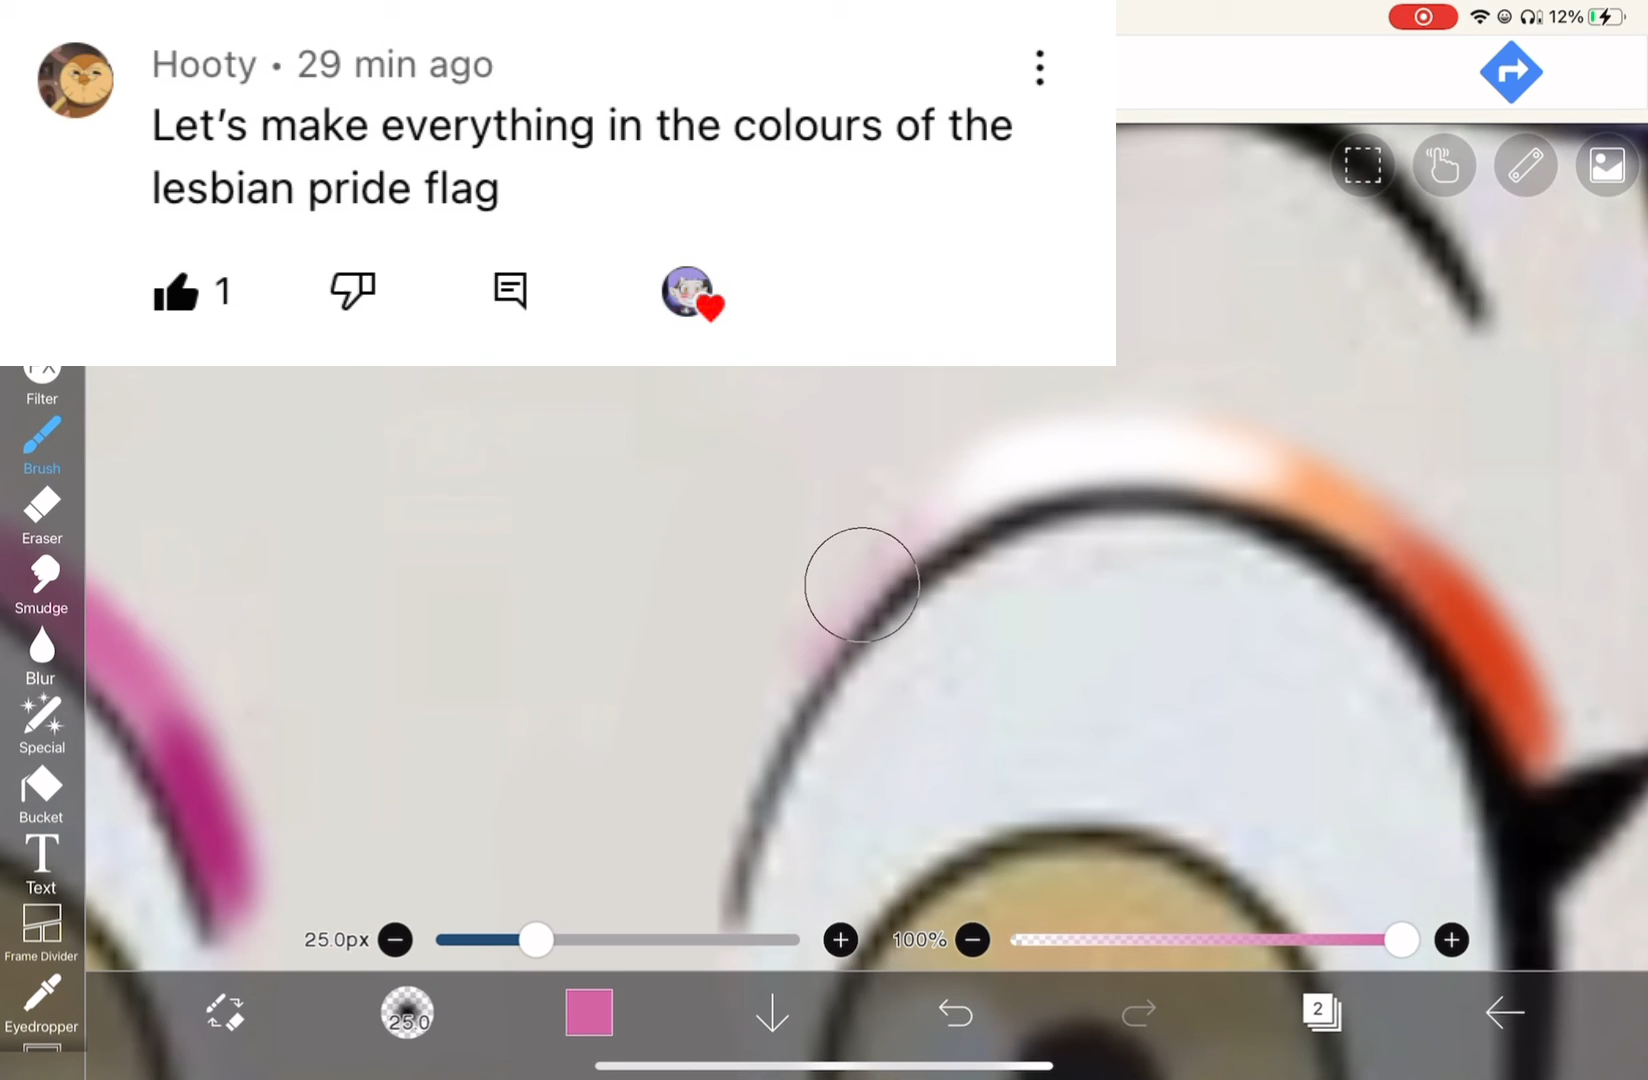 12%
Hooty • 29 min ago
Let's make everything in the colours of the
lesbian pride flag
1
Filter
Brush
Eraser
Smudge
Blur
Special
Bucket
T
Text
Frame Divider
Eyedropper
25.0px
100%
25.0
2